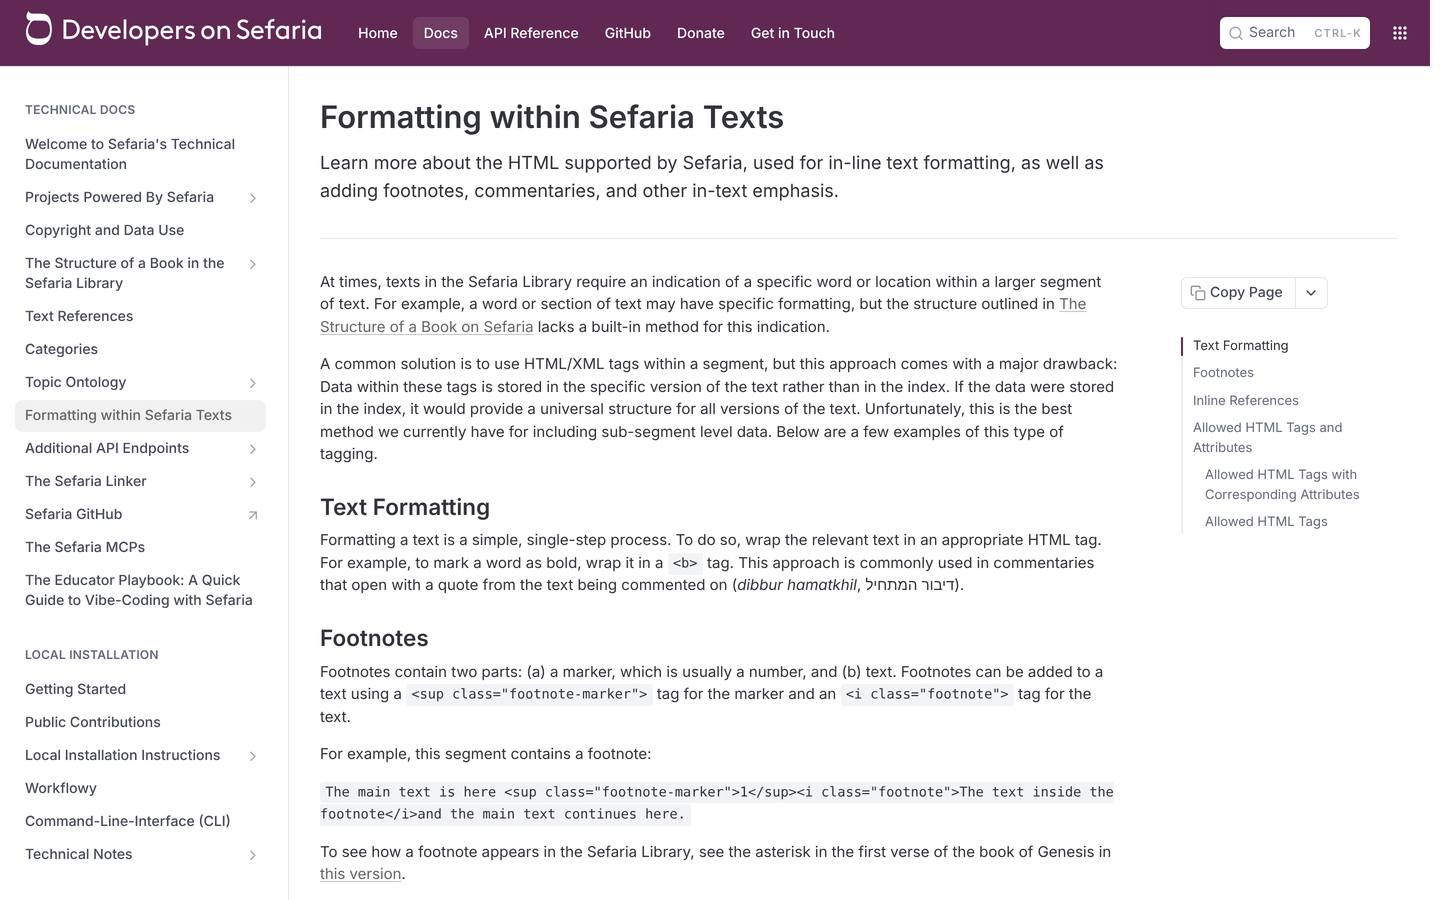 Developers on Sefaria
Home
Docs
API Reference
GitHub
Donate
Get in Touch
Search
CTRL-K
TECHNICAL DOCS
Welcome to Sefaria's Technical
Documentation
Projects Powered By Sefaria
Copyright and Data Use
The Structure of a Book in the
Sefaria Library
Text References
Categories
Topic Ontology
Formatting within Sefaria Texts
Additional API Endpoints
The Sefaria Linker
Sefaria GitHub
The Sefaria MCPs
The Educator Playbook: A Quick
Guide to Vibe-Coding with Sefaria
LOCAL INSTALLATION
Getting Started
Public Contributions
Local Installation Instructions
Workflowy
Command-Line-Interface (CLI)
Technical Notes
Formatting within Sefaria Texts
Learn more about the HTML supported by Sefaria, used for in-line text formatting, as well as
adding footnotes, commentaries, and other in-text emphasis.
At times, texts in the Sefaria Library require an indication of a specific word or location within a larger segment
of text. For example, a word or section of text may have specific formatting, but the structure outlined in The
Structure of a Book on Sefaria lacks a built-in method for this indication.
A common solution is to use HTML/XML tags within a segment, but this approach comes with a major drawback:
Data within these tags is stored in the specific version of the text rather than in the index. If the data were stored
in the index, it would provide a universal structure for all versions of the text. Unfortunately, this is the best
method we currently have for including sub-segment level data. Below are a few examples of this type of
tagging.
Text Formatting
Formatting a text is a simple, single-step process. To do so, wrap the relevant text in an appropriate HTML tag.
For example, to mark a word as bold, wrap it in a <b> tag. This approach is commonly used in commentaries
that open with a quote from the text being commented on (dibbur hamatkhil, דיבור המתחיל).
Footnotes
Footnotes contain two parts: (a) a marker, which is usually a number, and (b) text. Footnotes can be added to a
text using a <sup class="footnote-marker"> tag for the marker and an <i class="footnote"> tag for the
text.
For example, this segment contains a footnote:
The main text is here <sup class="footnote-marker">1</sup><i class="footnote">The text inside the
footnote</i>and the main text continues here.
To see how a footnote appears in the Sefaria Library, see the asterisk in the first verse of the book of Genesis in
this version.
Copy Page
Text Formatting
Footnotes
Inline References
Allowed HTML Tags and
Attributes
Allowed HTML Tags with
Corresponding Attributes
Allowed HTML Tags